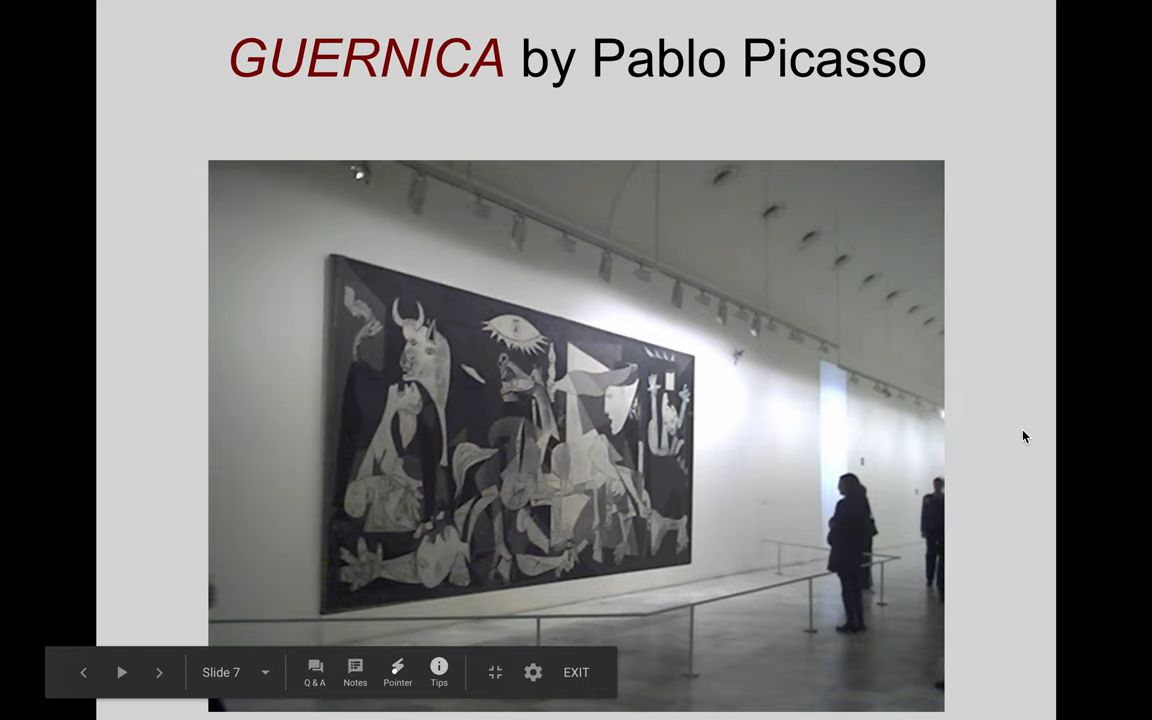 GUERNICA by Pablo Picasso
Slide 7
Q & A
Notes
Pointer
Tips
EXIT